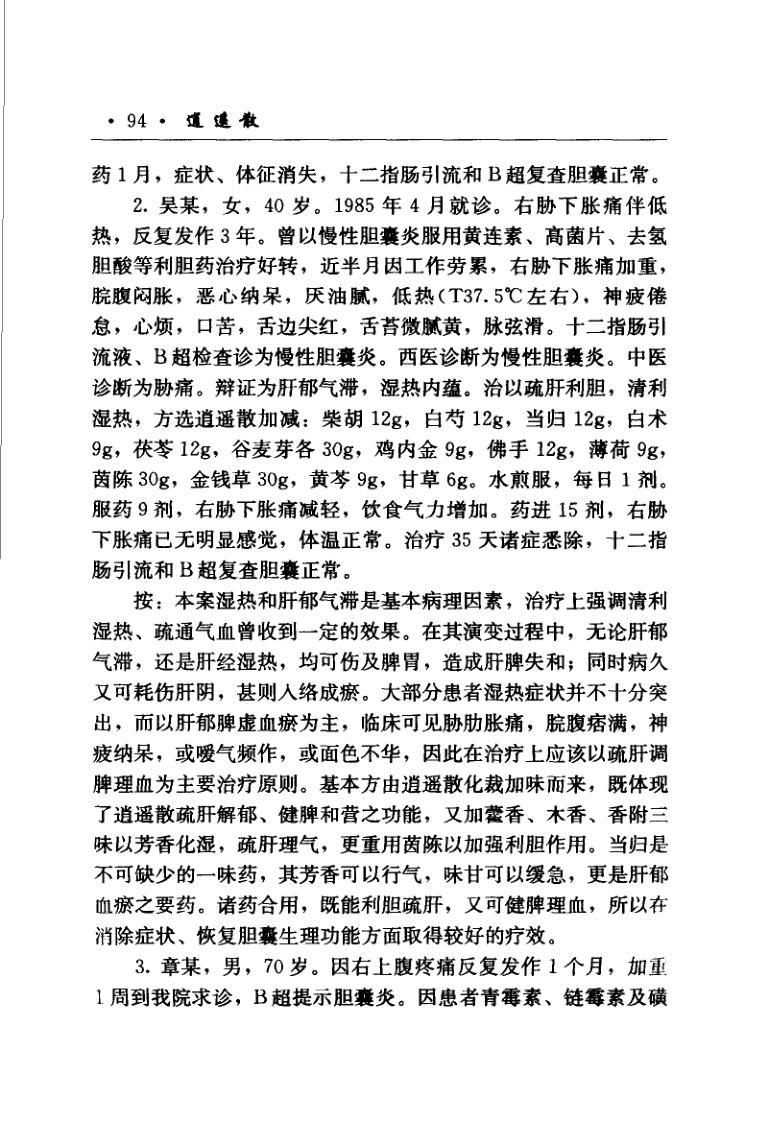 ·94· 逍遥散
药1月，症状、体征消失，十二指肠引流和B超复查胆囊正常。
2. 吴某，女，40 岁。1985 年 4 月就诊。右胁下胀痛伴低
热，反复发作 3 年。曾以慢性胆囊炎服用黄连素、高菌片、去氢
胆酸等利胆药治疗好转，近半月因工作劳累，右胁下胀痛加重，
脘腹闷胀，恶心纳呆，厌油腻，低热(T37.5℃左右)，神疲倦
怠，心烦，口苦，舌边尖红，舌苔微腻黄，脉弦滑。十二指肠引
流液、B超检查诊为慢性胆囊炎。西医诊断为慢性胆囊炎。中医
诊断为胁痛。辩证为肝郁气滞，湿热内蕴。治以疏肝利胆，清利
湿热，方选逍遥散加减：柴胡 12g，白芍 12g，当归 12g，白术
9g，茯苓 12g，谷麦芽各 30g，鸡内金 9g，佛手 12g，薄荷 9g，
茵陈 30g，金钱草 30g，黄芩 9g，甘草 6g。水煎服，每日 1 剂。
服药 9 剂，右胁下胀痛减轻，饮食气力增加。药进 15 剂，右胁
下胀痛已无明显感觉，体温正常。治疗 35 天诸症悉除，十二指
肠引流和B超复查胆囊正常。
按：本案湿热和肝郁气滞是基本病理因素，治疗上强调清利
湿热、疏通气血曾收到一定的效果。在其演变过程中，无论肝郁
气滞，还是肝经湿热，均可伤及脾胃，造成肝脾失和；同时病久
又可耗伤肝阴，甚则入络成瘀。大部分患者湿热症状并不十分突
出，而以肝郁脾虚血瘀为主，临床可见胁肋胀痛，脘腹痞满，神
疲纳呆，或嗳气频作，或面色不华，因此在治疗上应该以疏肝调
脾理血为主要治疗原则。基本方由逍遥散化裁加味而来，既体现
了逍遥散疏肝解郁、健脾和营之功能，又加藿香、木香、香附三
味以芳香化湿，疏肝理气，更重用茵陈以加强利胆作用。当归是
不可缺少的一味药，其芳香可以行气，味甘可以缓急，更是肝郁
血瘀之要药。诸药合用，既能利胆疏肝，又可健脾理血，所以在
消除症状、恢复胆囊生理功能方面取得较好的疗效。
3. 章某，男，70 岁。因右上腹疼痛反复发作 1 个月，加重
1 周到我院求诊，B超提示胆囊炎。因患者青霉素、链霉素及磺